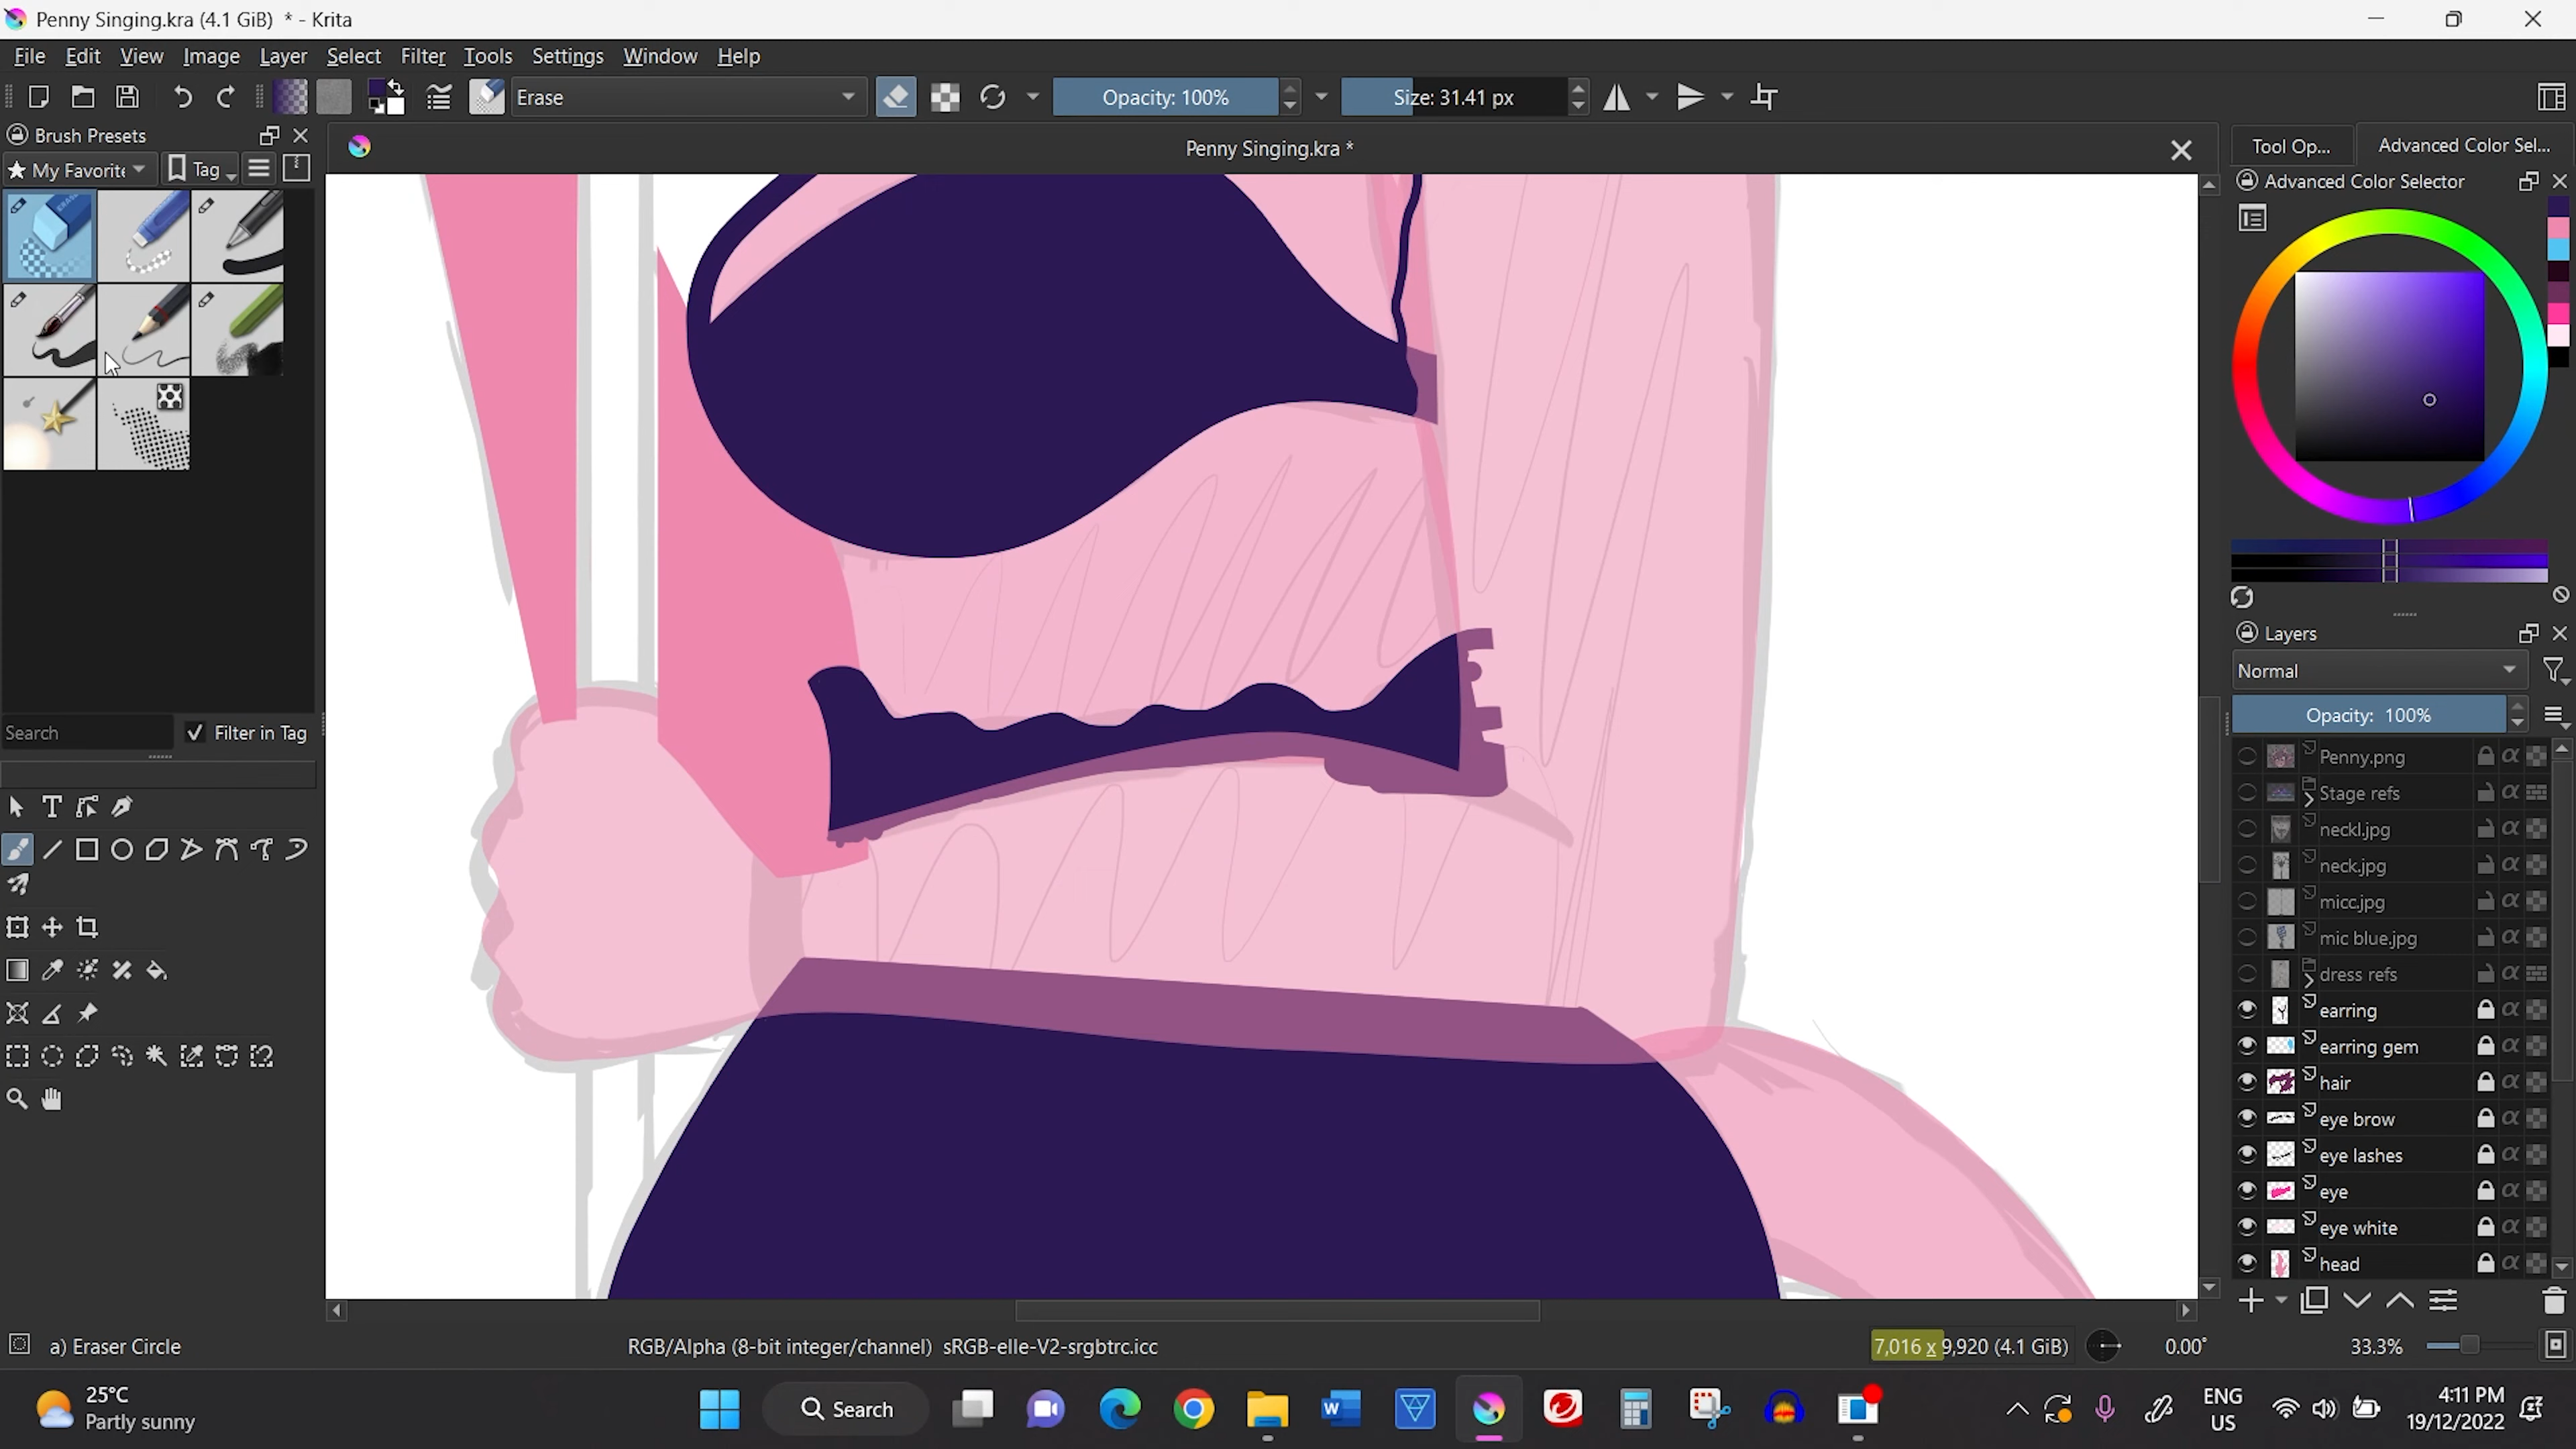 Penny Singing.kra (4.1 GiB) * - Krita
File Edit View Image Layer Select Filter Tools Settings Window Help
Erase
Opacity: 100%
Size: 31.41 px
Brush Presets
My Favorite
Tag
Penny Singing.kra *
Tool Op...
Advanced Color Sel...
Advanced Color Selector
Layers
Normal
Opacity: 100%
Penny.png
Stage refs
neckl.jpg
neck.jpg
micc.jpg
mic blue.jpg
dress refs
earring
earring gem
hair
eye brow
eye lashes
eye
eye white
head
Search
Filter in Tag
a) Eraser Circle
RGB/Alpha (8-bit integer/channel) sRGB-elle-V2-srgbtrc.icc
7,016 x 9,920 (4.1 GiB)
0.00°
33.3%
25°C
Partly sunny
Search
ENG
US
4:11 PM
19/12/2022